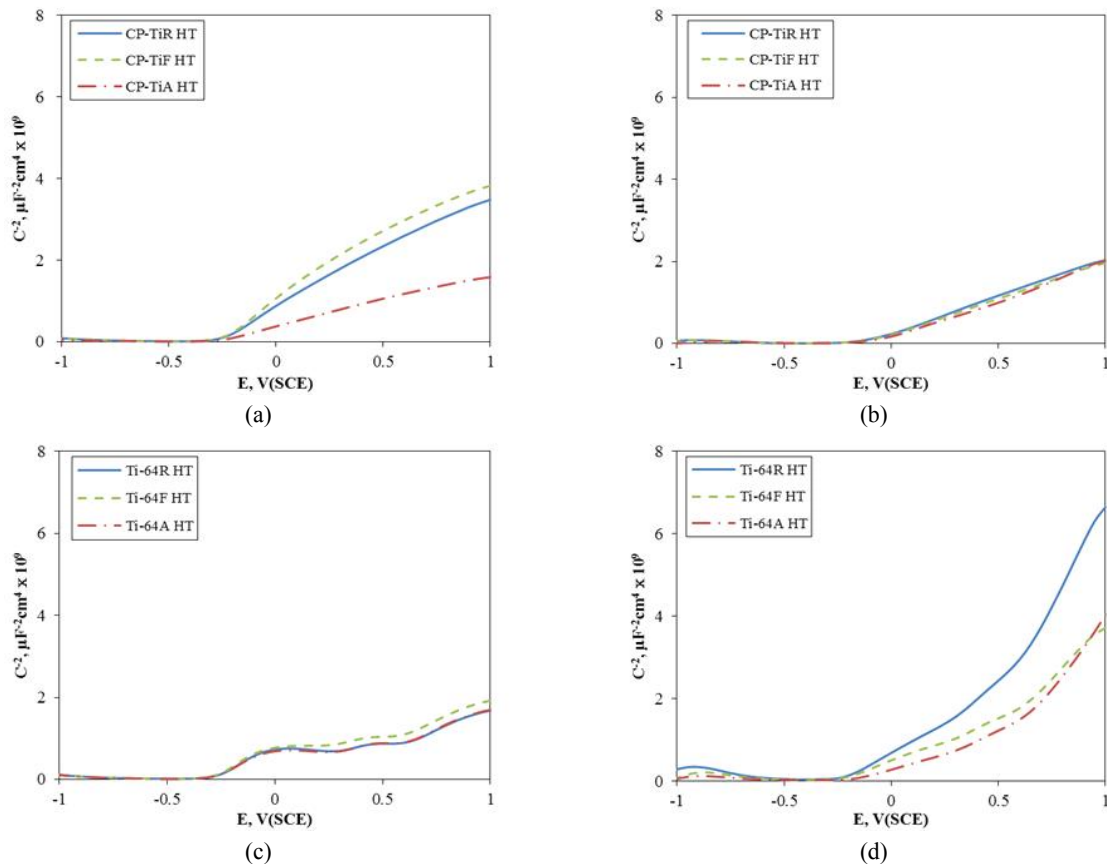 8
6
4
2
0
-1
-0.5
0
0.5
1
C⁻², µF⁻²cm⁴ x 10⁹
E, V(SCE)
CP-TiR HT
CP-TiF HT
CP-TiA HT
(a)
8
6
4
2
0
-1
-0.5
0
0.5
1
C⁻², µF⁻²cm⁴ x 10⁹
E, V(SCE)
CP-TiR HT
CP-TiF HT
CP-TiA HT
(b)
8
6
4
2
0
-1
-0.5
0
0.5
1
C⁻², µF⁻²cm⁴ x 10⁹
E, V(SCE)
Ti-64R HT
Ti-64F HT
Ti-64A HT
(c)
8
6
4
2
0
-1
-0.5
0
0.5
1
C⁻², µF⁻²cm⁴ x 10⁹
E, V(SCE)
Ti-64R HT
Ti-64F HT
Ti-64A HT
(d)